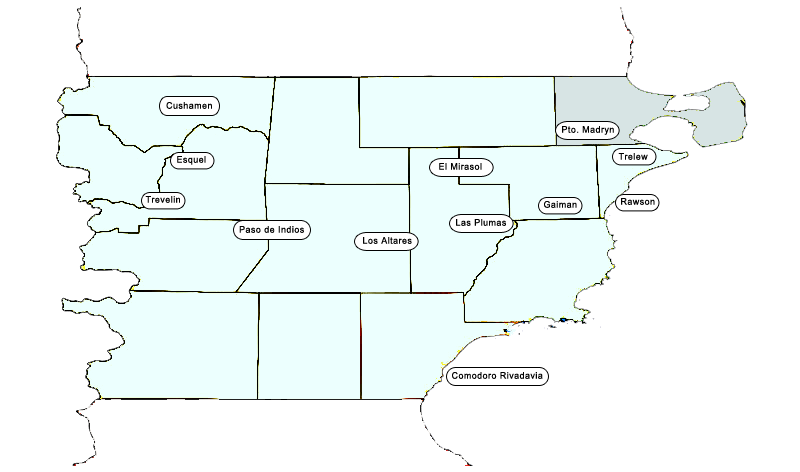 Cushamen
Pto. Madryn
Esquel
Trelew
El Mirasol
Trevelin
Rawson
Gaiman
Las Plumas
Paso de Indios
Los Altares
Comodoro Rivadavia